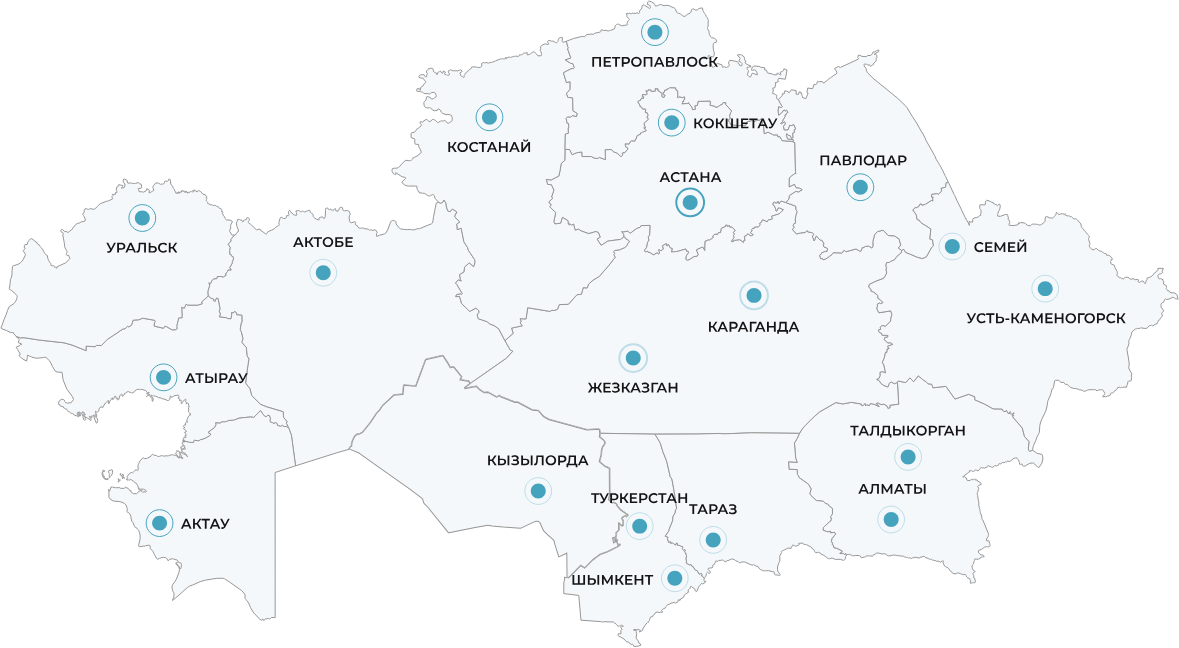 ПЕТРОПАВЛОСК
КОКШЕТАУ
КОСТАНАЙ
ПАВЛОДАР
АСТАНА
УРАЛЬСК
АКТОБЕ
СЕМЕЙ
УСТЬ-КАМЕНОГОРСК
КАРАГАНДА
АТЫРАУ
ЖЕЗКАЗГАН
ТАЛДЫКОРГАН
КЫЗЫЛОРДА
АЛМАТЫ
ТУРКЕРСТАН
ТАРАЗ
АКТАУ
ШЫМКЕНТ